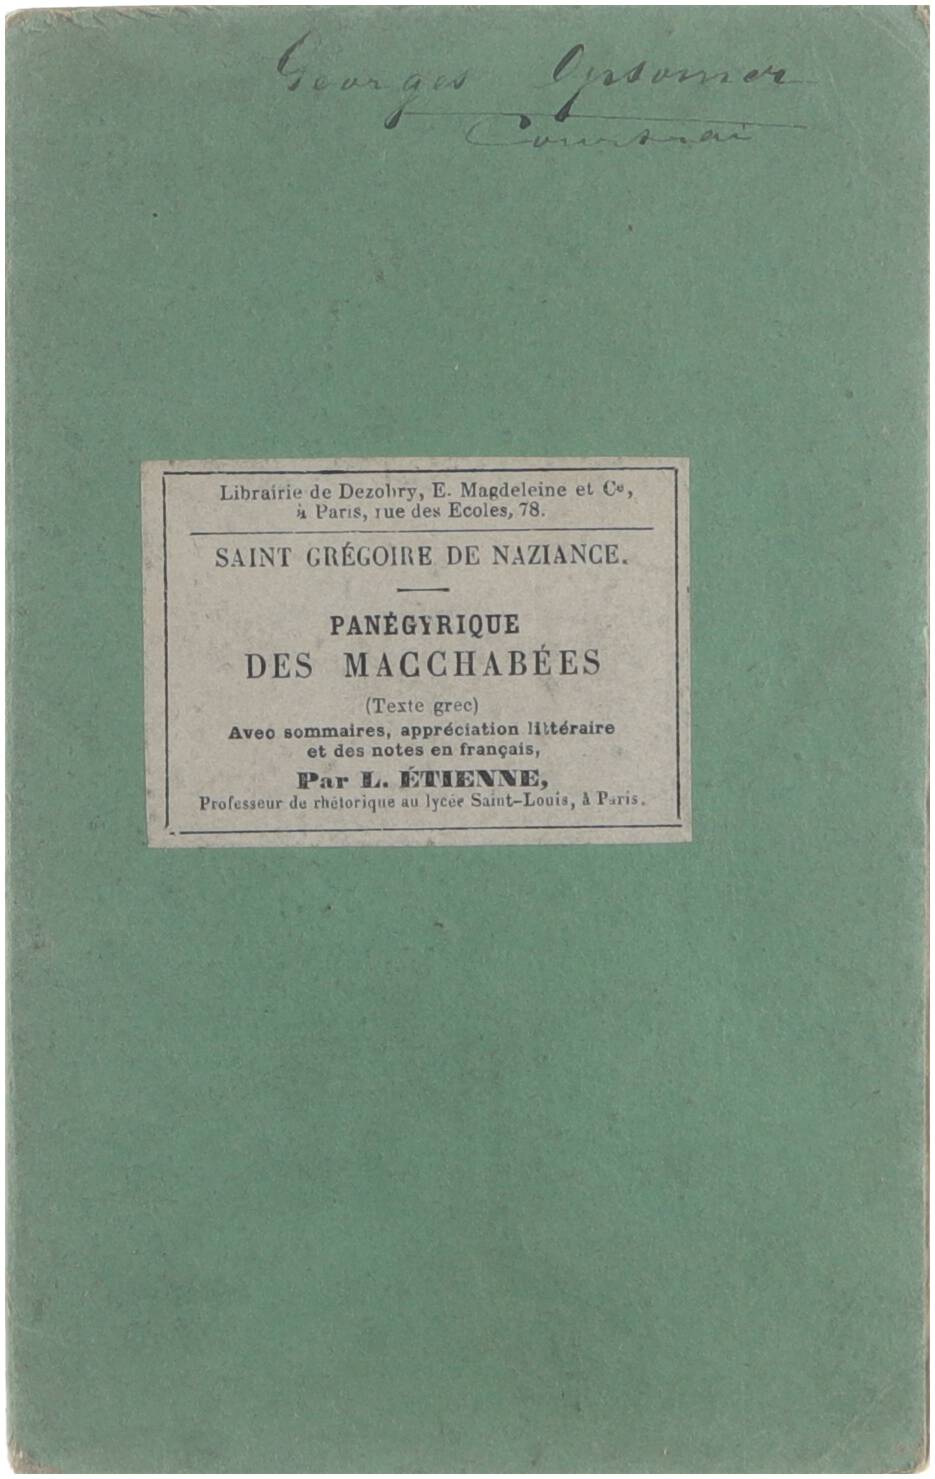 Georges Opsomer
Courtrai
Librairie de Dezobry, E. Magdeleine et Cᵉ,
à Paris, rue des Ecoles, 78.
SAINT GRÉGOIRE DE NAZIANCE.
PANÉGYRIQUE
DES MACCHABÉES
(Texte grec)
Avec sommaires, appréciation littéraire
et des notes en français,
Par L. ÉTIENNE,
Professeur de rhétorique au lycée Saint-Louis, à Paris.